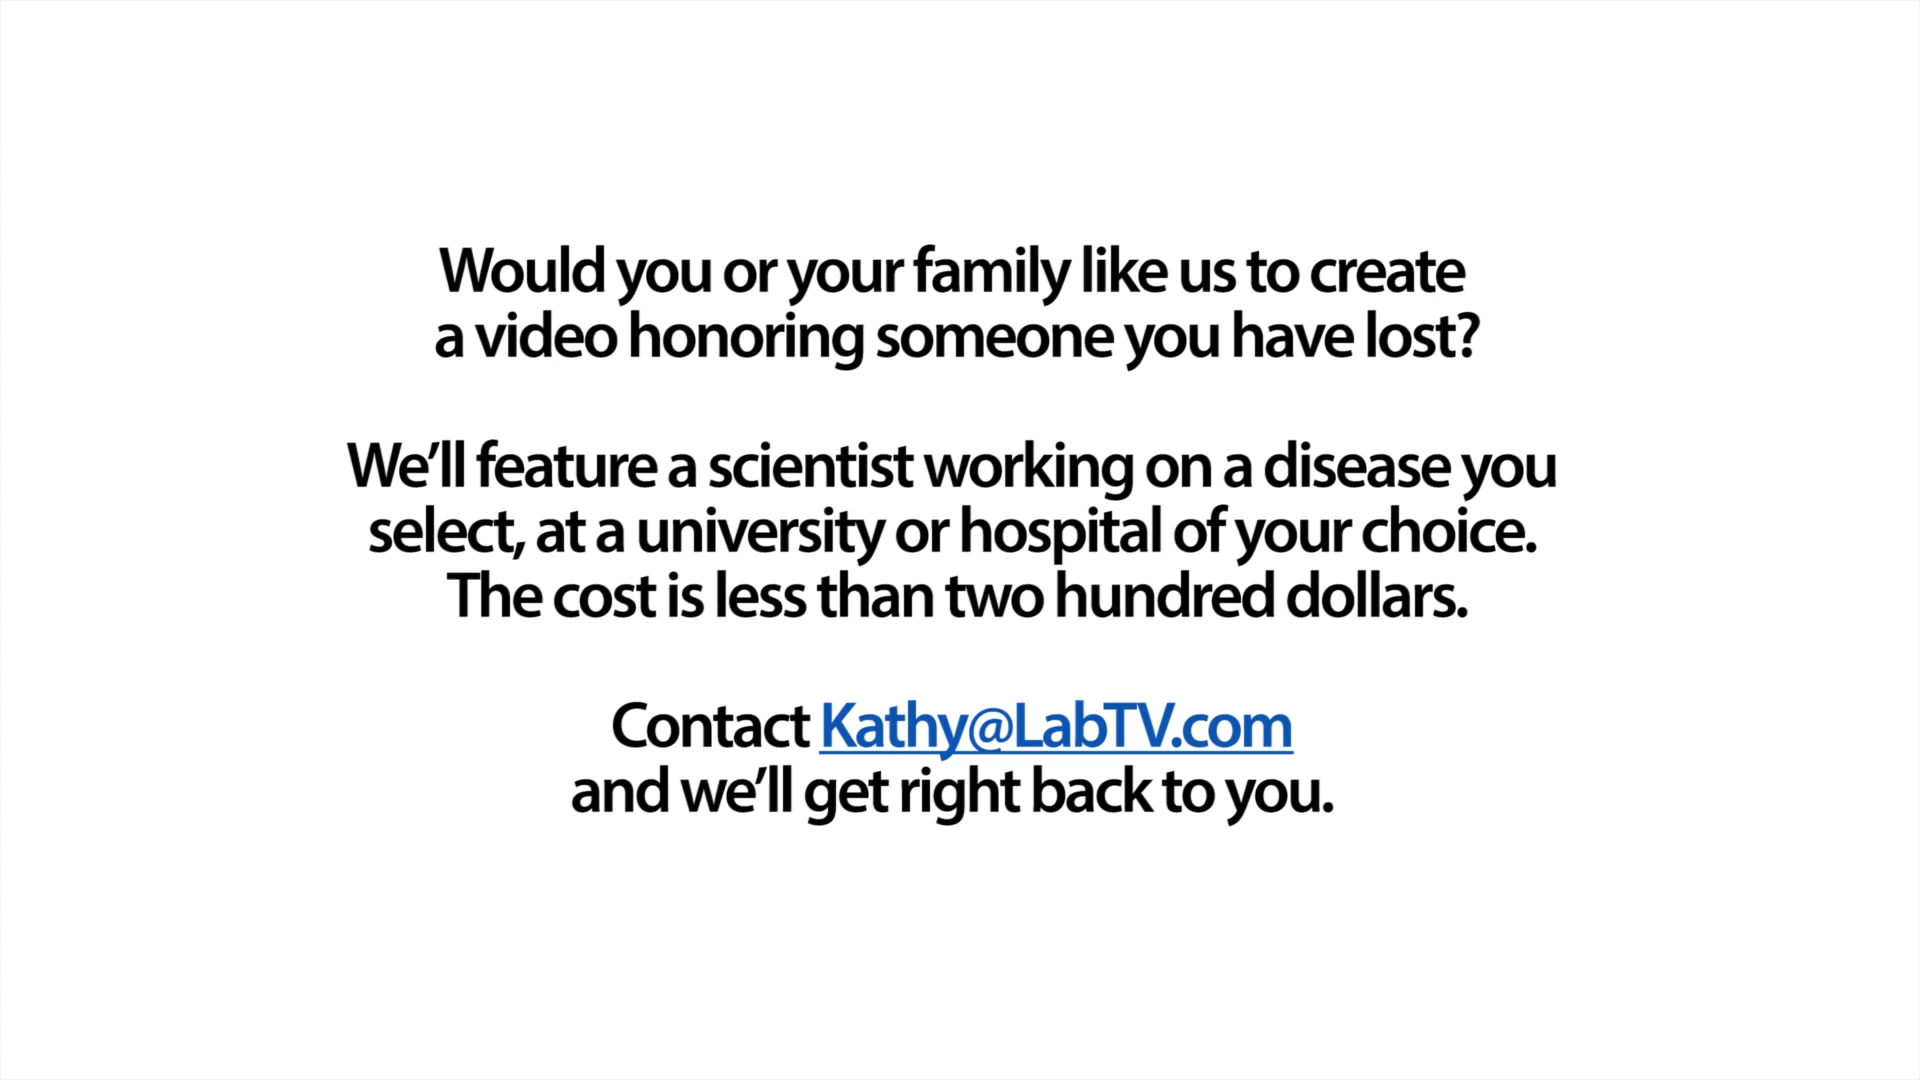 Would you or your family like us to create
a video honoring someone you have lost?
We’ll feature a scientist working on a disease you
select, at a university or hospital of your choice.
The cost is less than two hundred dollars.
Contact Kathy@LabTV.com
and we’ll get right back to you.